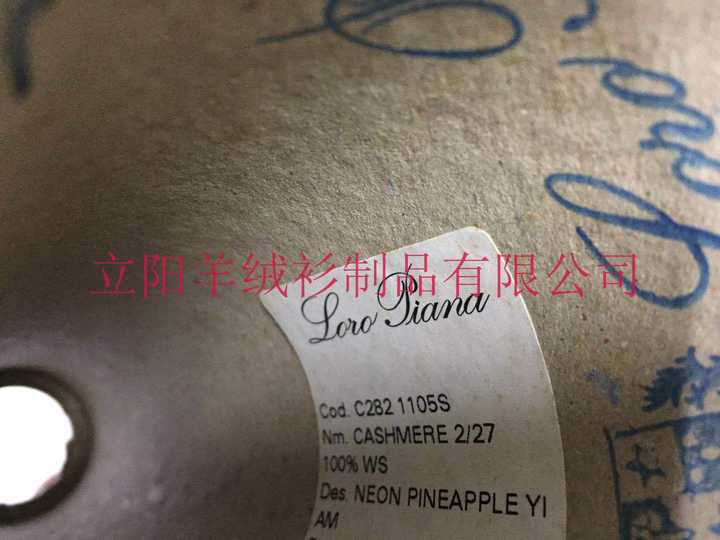 立阳羊绒衫制品有限公司
Loro Piana
Cod. C282 1105S
Nm. CASHMERE 2/27
100% WS
Des. NEON PINEAPPLE YI
AM